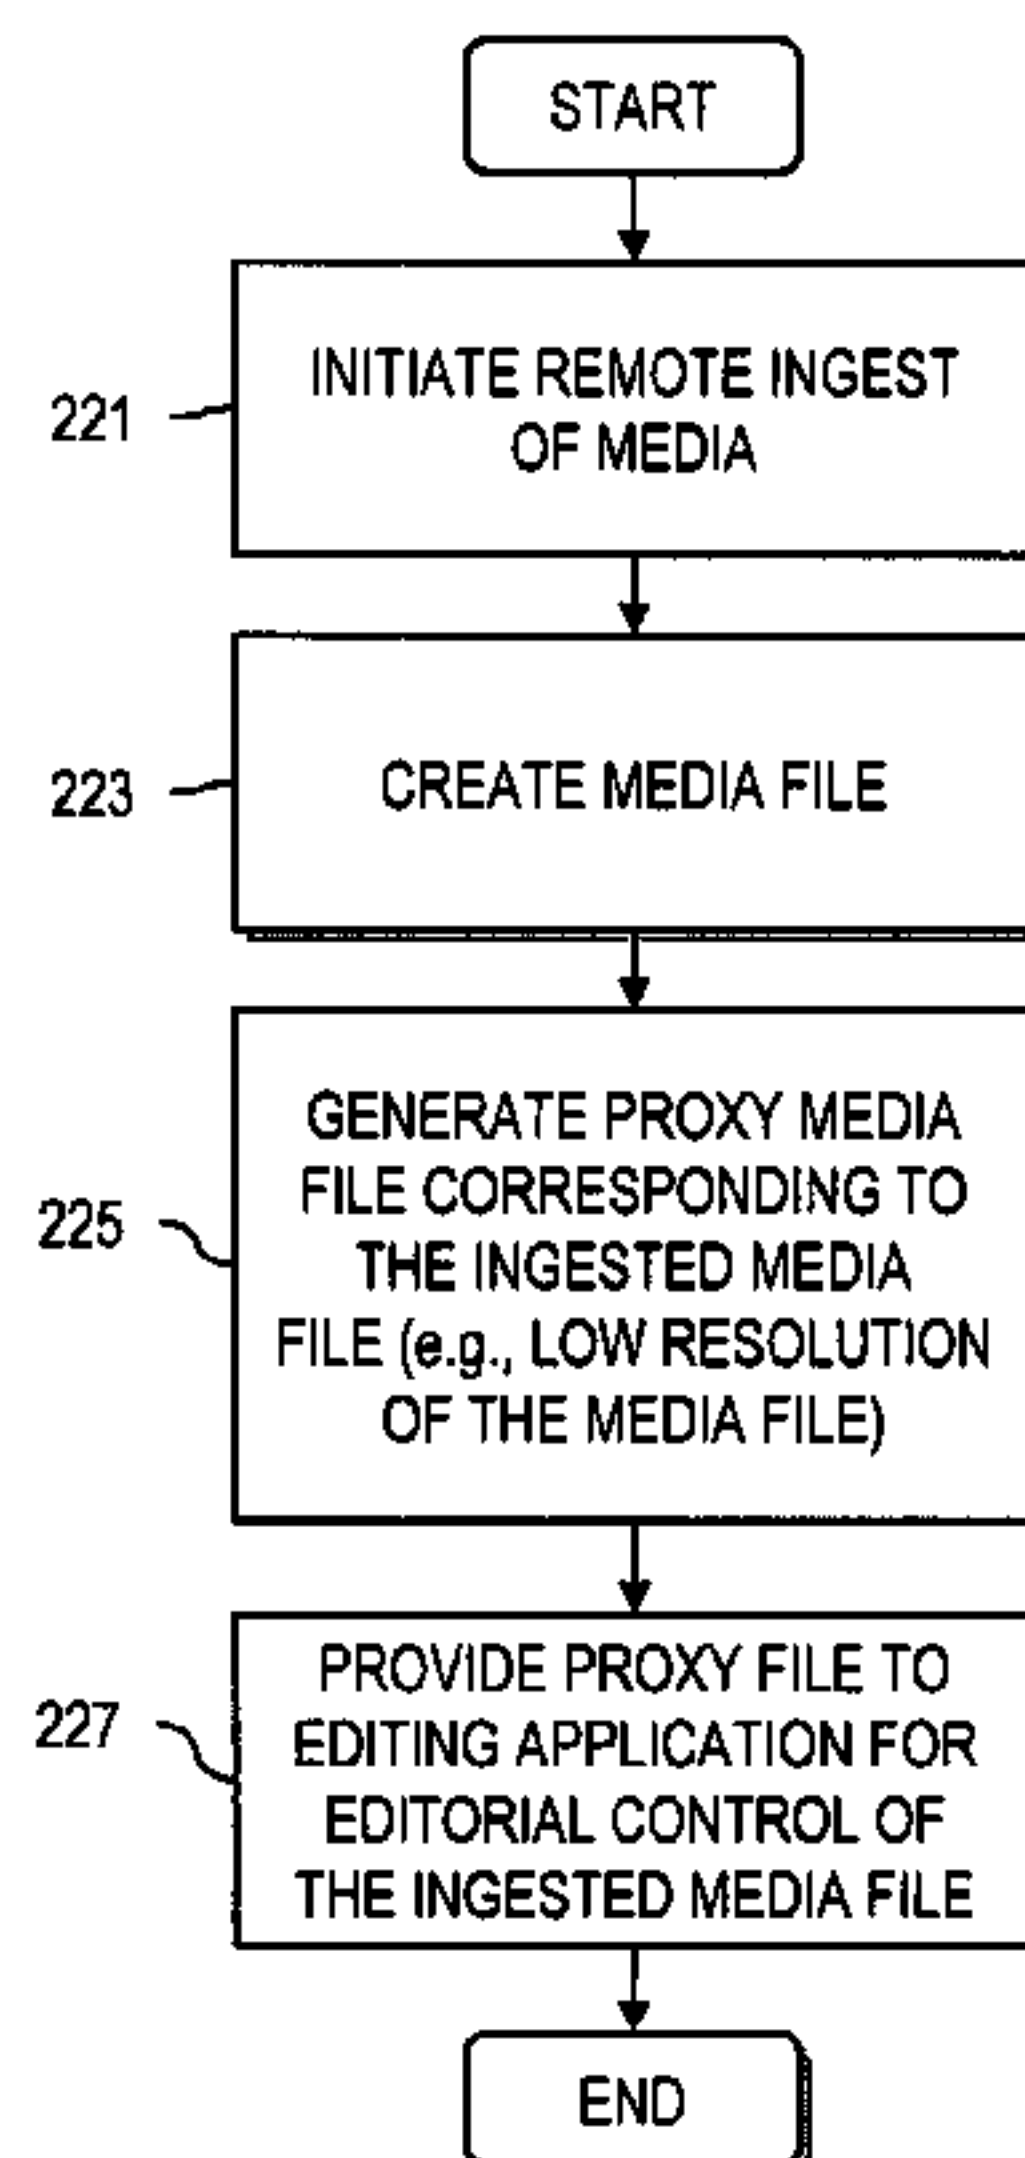 START
INITIATE REMOTE INGEST
OF MEDIA
221
CREATE MEDIA FILE
223
GENERATE PROXY MEDIA
FILE CORRESPONDING TO
THE INGESTED MEDIA
FILE (e.g., LOW RESOLUTION
OF THE MEDIA FILE)
225
PROVIDE PROXY FILE TO
EDITING APPLICATION FOR
EDITORIAL CONTROL OF
THE INGESTED MEDIA FILE
227
END